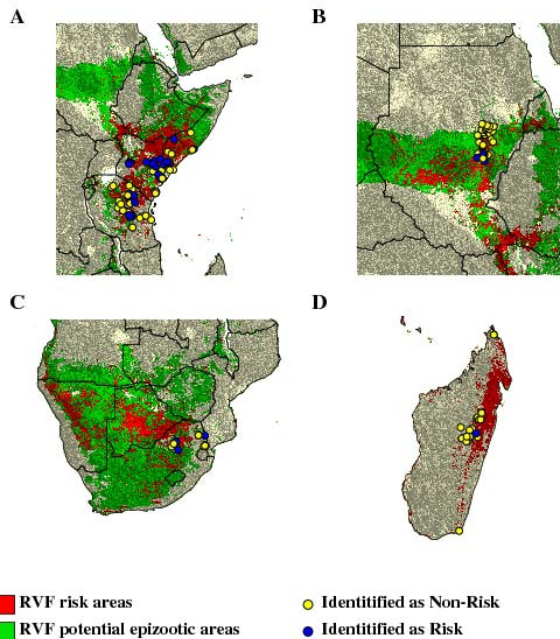 A
B
C
D
RVF risk areas
RVF potential epizootic areas
Identitified as Non-Risk
Identitified as Risk